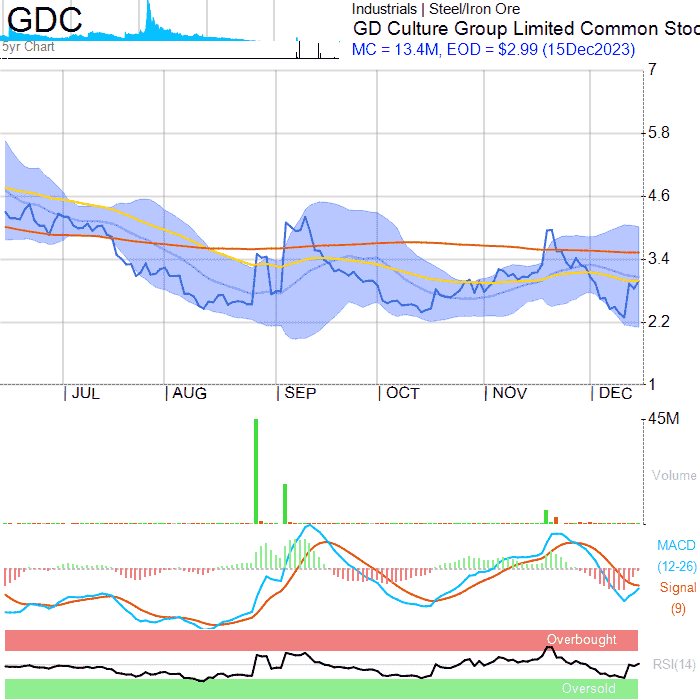 GDC
5yr Chart
Industrials | Steel/Iron Ore
GD Culture Group Limited Common Stoc
MC = 13.4M, EOD = $2.99 (15Dec2023)
7
5.8
4.6
3.4
2.2
1
JUL
AUG
SEP
OCT
NOV
DEC
45M
Volume
MACD
(12-26)
Signal
(9)
Overbought
RSI(14)
Oversold